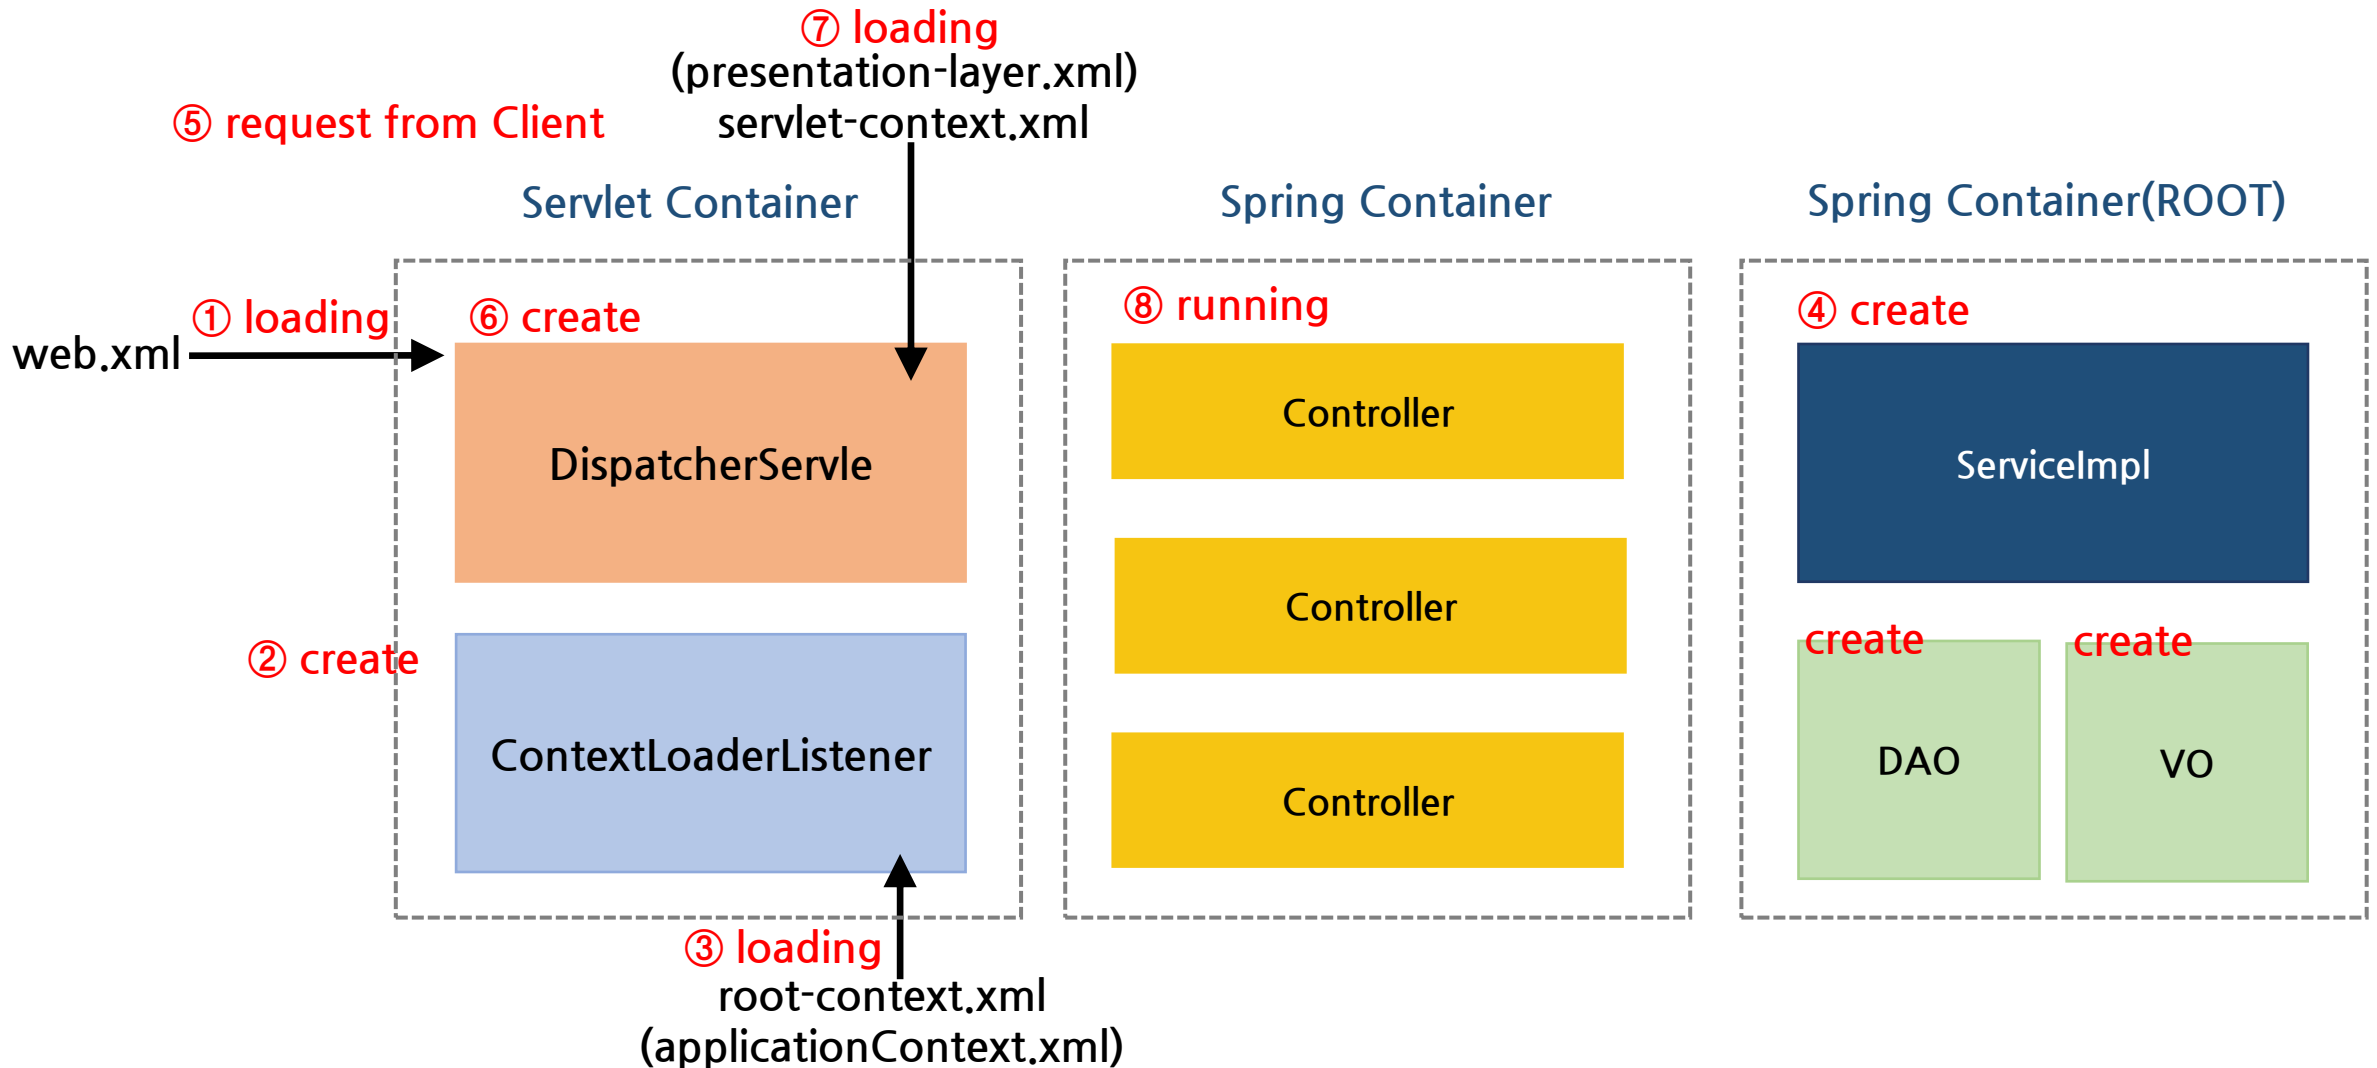 ⑦ loading
(presentation-layer.xml)
servlet-context.xml
⑤ request from Client
Servlet Container
Spring Container
Spring Container(ROOT)
① loading
web.xml
⑥ create
DispatcherServle
② create
ContextLoaderListener
③ loading
root-context.xml
(applicationContext.xml)
⑧ running
Controller
Controller
Controller
④ create
ServiceImpl
create
create
DAO
VO